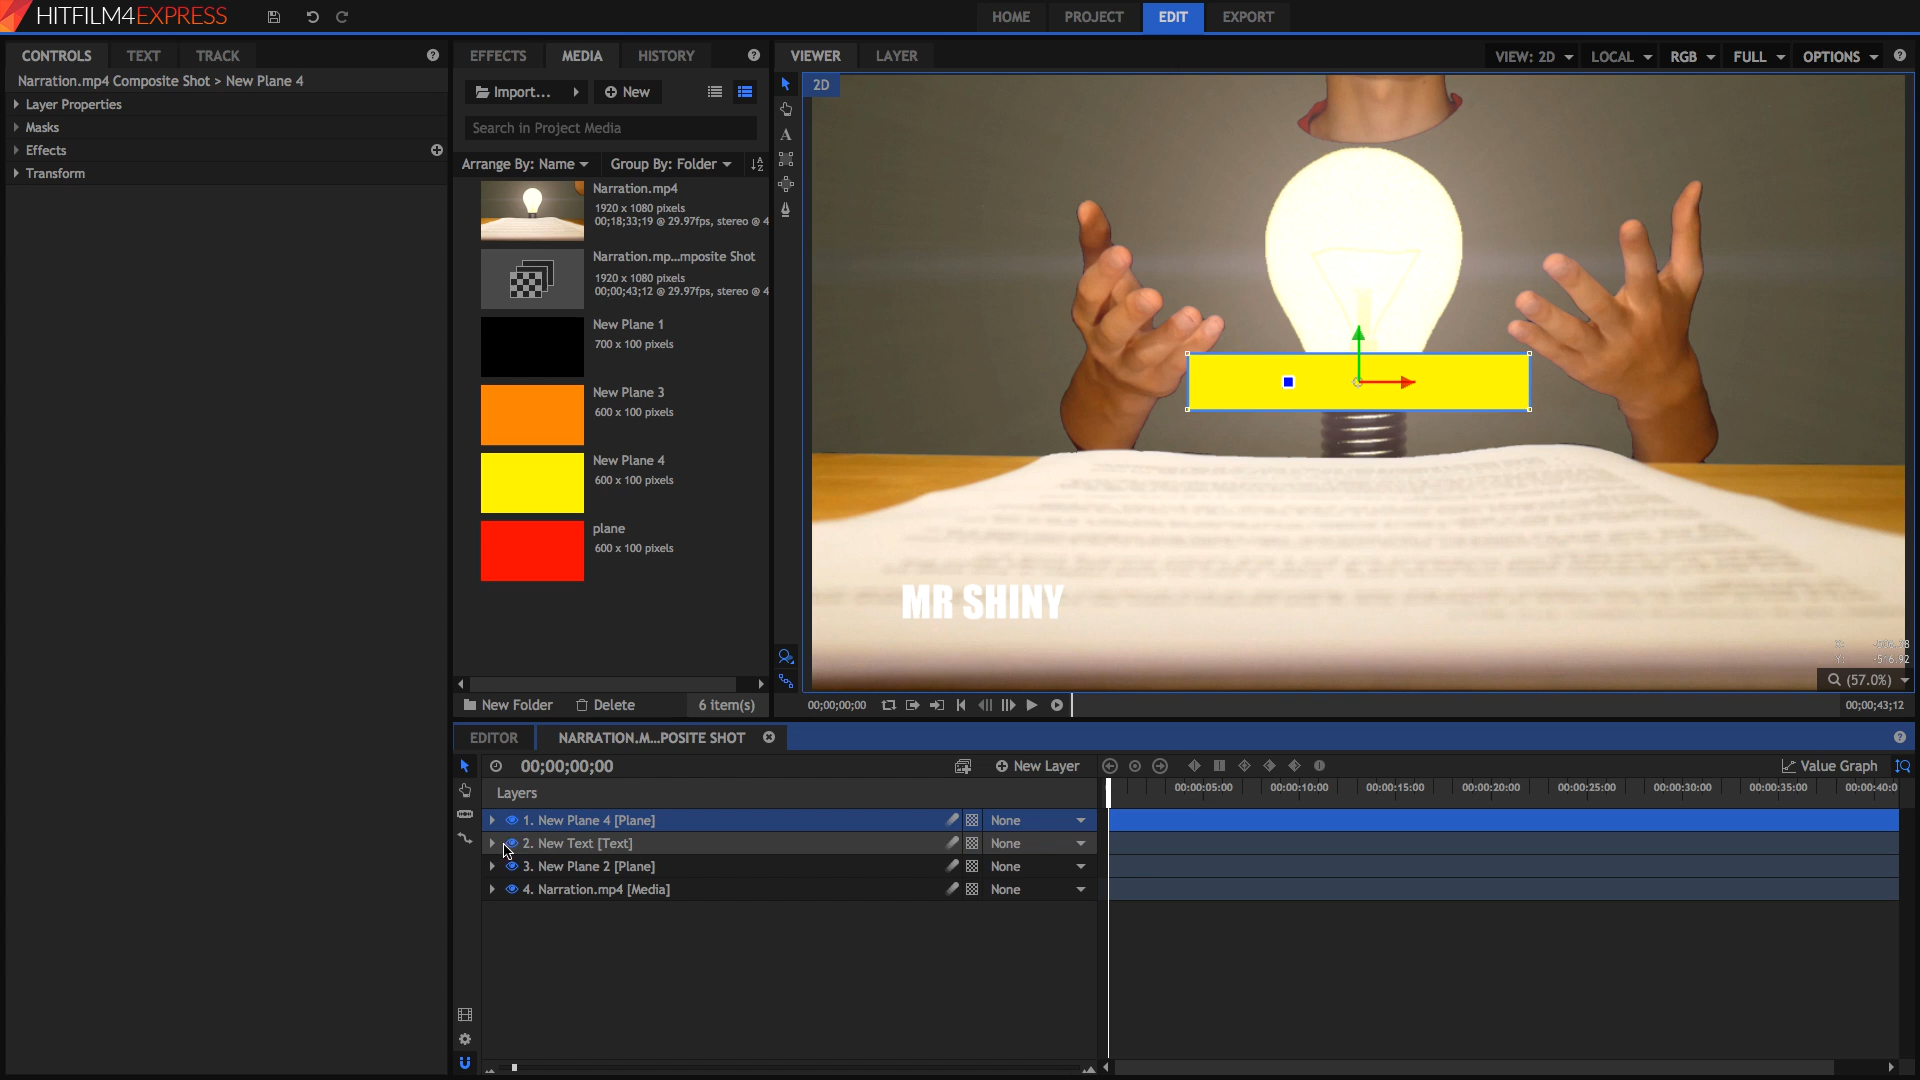 HITFILM4EXPRESS
HOME
PROJECT
EDIT
EXPORT
CONTROLS
TEXT
TRACK
Narration.mp4 Composite Shot > New Plane 4
Layer Properties
Masks
Effects
Transform
EFFECTS
MEDIA
HISTORY
Import...
New
Search in Project Media
Arrange By: Name
Group By: Folder
Narration.mp4
1920 x 1080 pixels
00;18;33;19 @ 29.97fps, stereo @ 4
Narration.mp...mposite Shot
1920 x 1080 pixels
00;00;43;12 @ 29.97fps, stereo @ 4
New Plane 1
700 x 100 pixels
New Plane 3
600 x 100 pixels
New Plane 4
600 x 100 pixels
plane
600 x 100 pixels
New Folder
Delete
6 item(s)
VIEWER
LAYER
VIEW: 2D
LOCAL
RGB
FULL
OPTIONS
2D
MR SHINY
X:
Y:
(57.0%)
00;00;00;00
00;00;43;12
EDITOR
NARRATION.M...POSITE SHOT
00;00;00;00
New Layer
Value Graph
Layers
00:00:05:00
00:00:10:00
00:00:15:00
00:00:20:00
00:00:25:00
00:00:30:00
00:00:35:00
00:00:40:0
1. New Plane 4 [Plane]
None
2. New Text [Text]
None
3. New Plane 2 [Plane]
None
4. Narration.mp4 [Media]
None